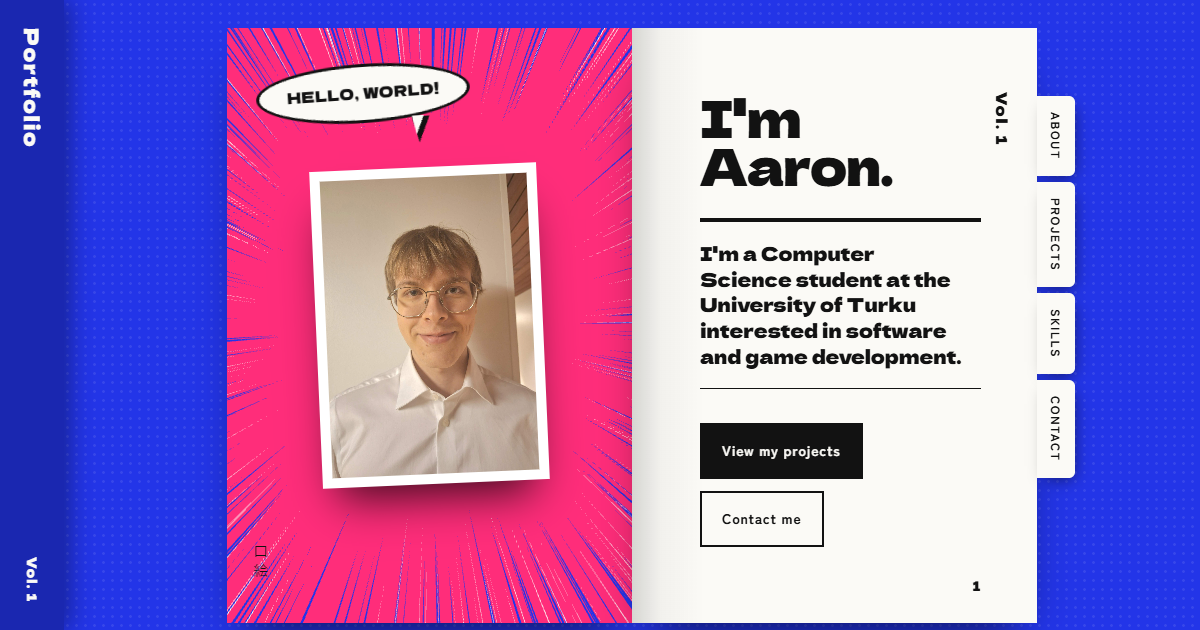 Portfolio
Vol. 1
HELLO, WORLD!
口
絵
I'm
Aaron.
Vol. 1
I'm a Computer
Science student at the
University of Turku
interested in software
and game development.
View my projects
Contact me
1
ABOUT
PROJECTS
SKILLS
CONTACT